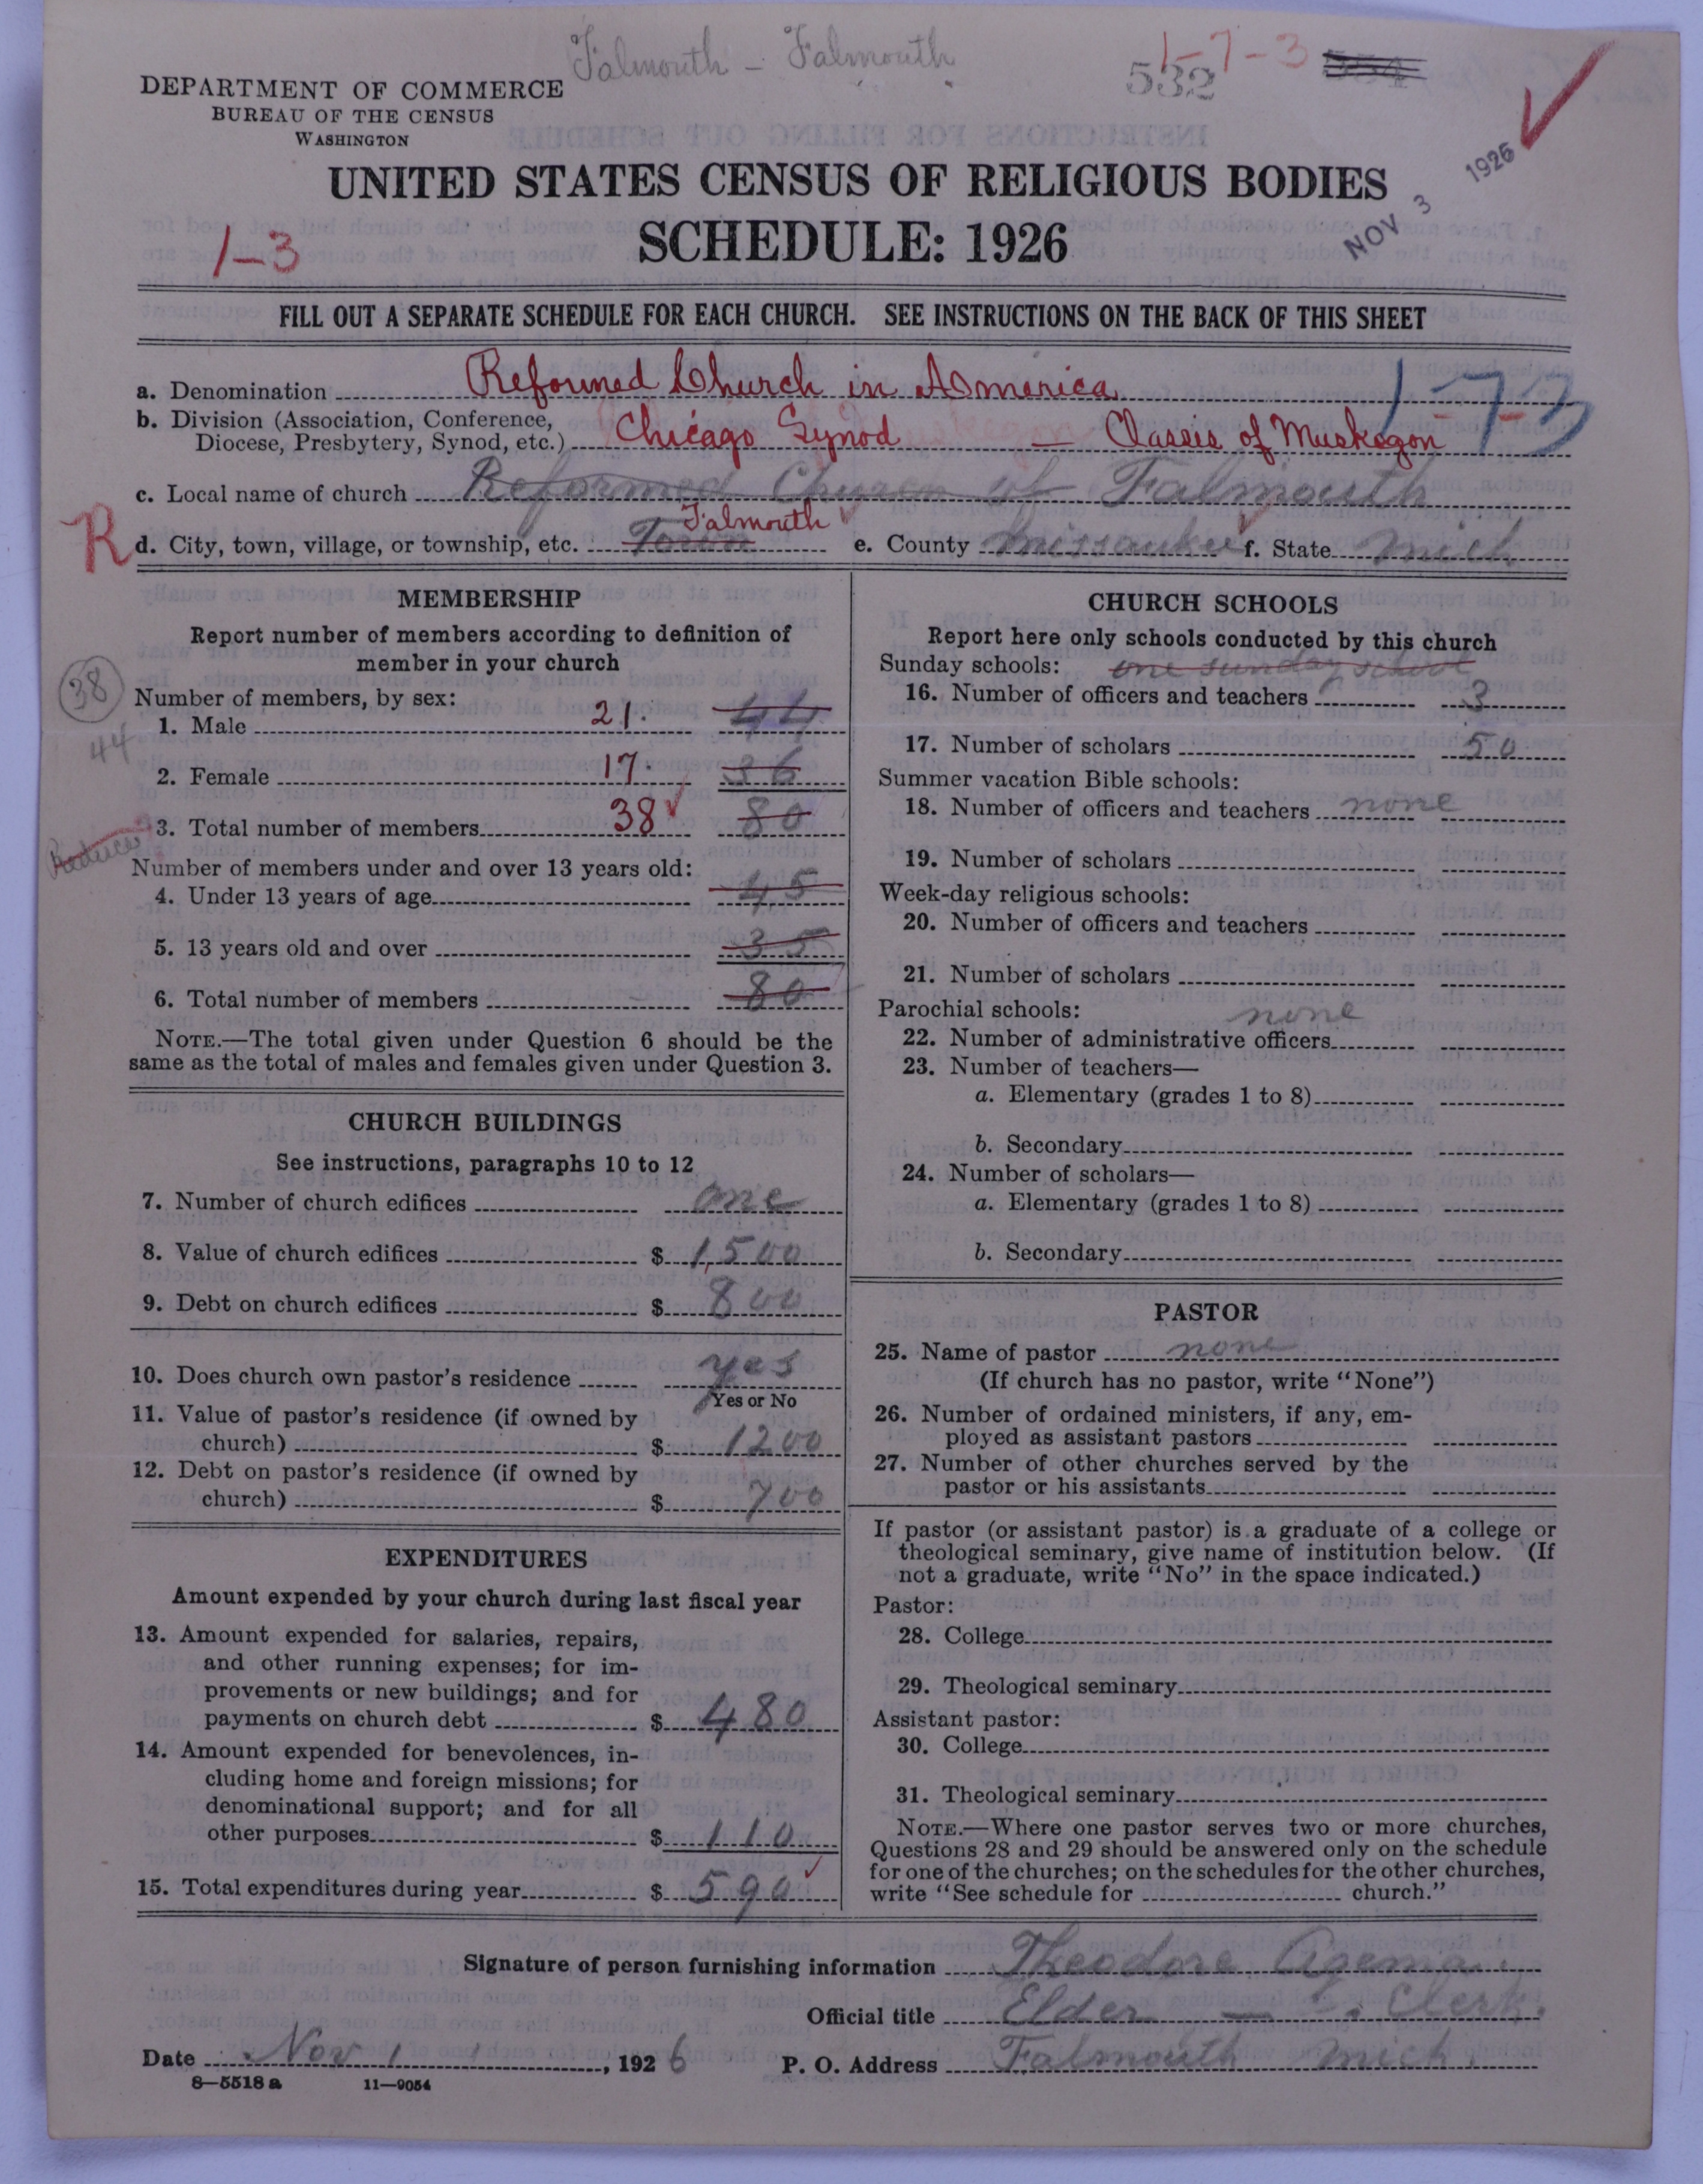 Falmouth - Falmouth
1-7-3
532
DEPARTMENT OF COMMERCE
BUREAU OF THE CENSUS
WASHINGTON
UNITED STATES CENSUS OF RELIGIOUS BODIES
SCHEDULE: 1926
NOV 3 1926
1-3
FILL OUT A SEPARATE SCHEDULE FOR EACH CHURCH. SEE INSTRUCTIONS ON THE BACK OF THIS SHEET
a. Denomination Reformed Church in America
1-7-3
b. Division (Association, Conference,
Diocese, Presbytery, Synod, etc.) Chicago Synod — Classis of Muskegon
c. Local name of church Reformed Church of Falmouth
R
d. City, town, village, or township, etc. Town Falmouth e. County Missaukee f. State Mich
MEMBERSHIP
Report number of members according to definition of
member in your church
38
Number of members, by sex:
1. Male 21. 44
44
2. Female 17. 36
3. Total number of members 38 80
Reduced
Number of members under and over 13 years old:
4. Under 13 years of age 45
5. 13 years old and over 35
6. Total number of members 80
NOTE.—The total given under Question 6 should be the
same as the total of males and females given under Question 3.
CHURCH BUILDINGS
See instructions, paragraphs 10 to 12
7. Number of church edifices one
8. Value of church edifices $ 1,500
9. Debt on church edifices $ 800
10. Does church own pastor's residence yes
Yes or No
11. Value of pastor's residence (if owned by
church) $ 1200
12. Debt on pastor's residence (if owned by
church) $ 700
EXPENDITURES
Amount expended by your church during last fiscal year
13. Amount expended for salaries, repairs,
and other running expenses; for im-
provements or new buildings; and for
payments on church debt $ 480
14. Amount expended for benevolences, in-
cluding home and foreign missions; for
denominational support; and for all
other purposes $ 110
15. Total expenditures during year $ 590
CHURCH SCHOOLS
Report here only schools conducted by this church
Sunday schools: one sunday school
16. Number of officers and teachers 3
17. Number of scholars 50
Summer vacation Bible schools:
18. Number of officers and teachers none
19. Number of scholars
Week-day religious schools:
20. Number of officers and teachers
21. Number of scholars
Parochial schools: none
22. Number of administrative officers
23. Number of teachers—
a. Elementary (grades 1 to 8)
b. Secondary
24. Number of scholars—
a. Elementary (grades 1 to 8)
b. Secondary
PASTOR
25. Name of pastor none
(If church has no pastor, write "None")
26. Number of ordained ministers, if any, em-
ployed as assistant pastors
27. Number of other churches served by the
pastor or his assistants
If pastor (or assistant pastor) is a graduate of a college or
theological seminary, give name of institution below. (If
not a graduate, write "No" in the space indicated.)
Pastor:
28. College
29. Theological seminary
Assistant pastor:
30. College
31. Theological seminary
NOTE.—Where one pastor serves two or more churches,
Questions 28 and 29 should be answered only on the schedule
for one of the churches; on the schedules for the other churches,
write "See schedule for church."
Signature of person furnishing information Theodore Agema
Official title Elder — Clerk.
Date Nov 1, 1926 P. O. Address Falmouth Mich
8—5518 a 11—9054